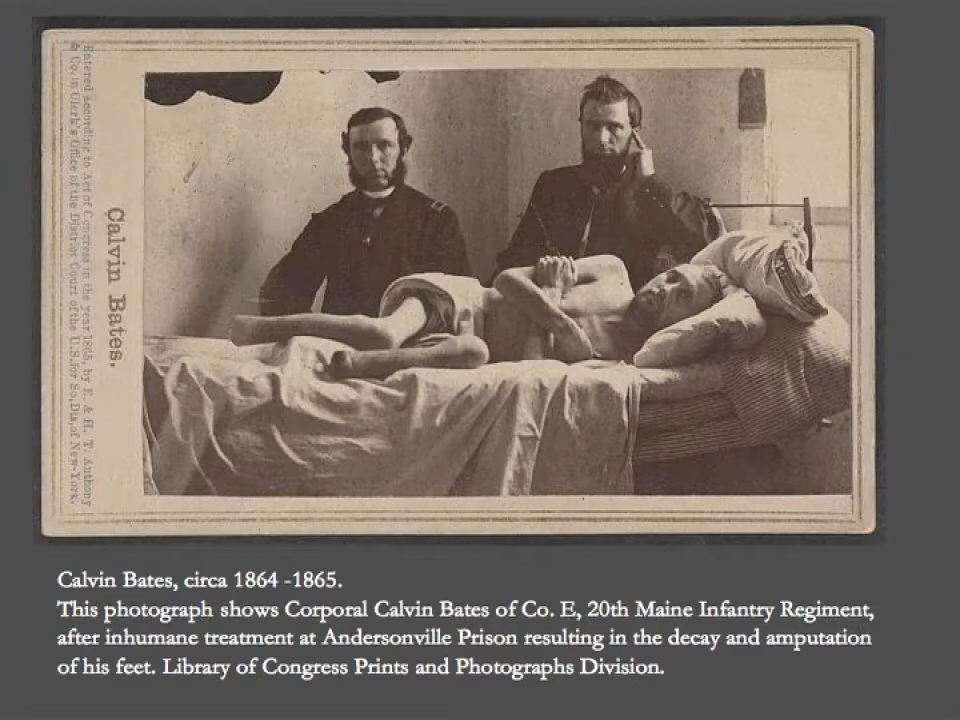 Entered according to Act of Congress in the year 1865, by E. & H. T. Anthony
& Co. in Clerk's Office of the District Court of the U.S. for So. Dis. of New-York.
Calvin Bates.
Calvin Bates, circa 1864 -1865.
This photograph shows Corporal Calvin Bates of Co. E, 20th Maine Infantry Regiment,
after inhumane treatment at Andersonville Prison resulting in the decay and amputation
of his feet. Library of Congress Prints and Photographs Division.